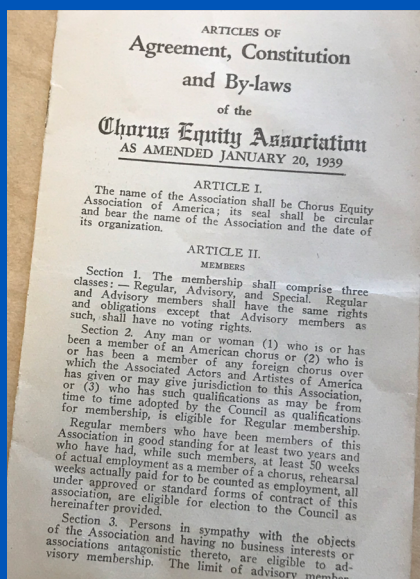 ARTICLES OF
Agreement, Constitution
and By-laws
of the
Chorus Equity Association
AS AMENDED JANUARY 20, 1939
ARTICLE I.
The name of the Association shall be Chorus Equity
Association of America; its seal shall be circular
and bear the name of the Association and the date of
its organization.
ARTICLE II.
MEMBERS
Section 1. The membership shall comprise three
classes: — Regular, Advisory, and Special. Regular
and Advisory members shall have the same rights
and obligations except that Advisory members as
such, shall have no voting rights.
Section 2. Any man or woman (1) who is or has
been a member of an American chorus or (2) who is
or has been a member of any foreign chorus over
which the Associated Actors and Artistes of America
has given or may give jurisdiction to this Association,
or (3) who has such qualifications as may be from
time to time adopted by the Council as qualifications
for membership, is eligible for Regular membership.
Regular members who have been members of this
Association in good standing for at least two years and
who have had, while such members, at least 50 weeks
of actual employment as a member of a chorus, rehearsal
weeks actually paid for to be counted as employment, all
under approved or standard forms of contract of this
association, are eligible for election to the Council as
hereinafter provided.
Section 3. Persons in sympathy with the objects
of the Association and having no business interests or
associations antagonistic thereto, are eligible to ad-
visory membership. The limit of advisory member-